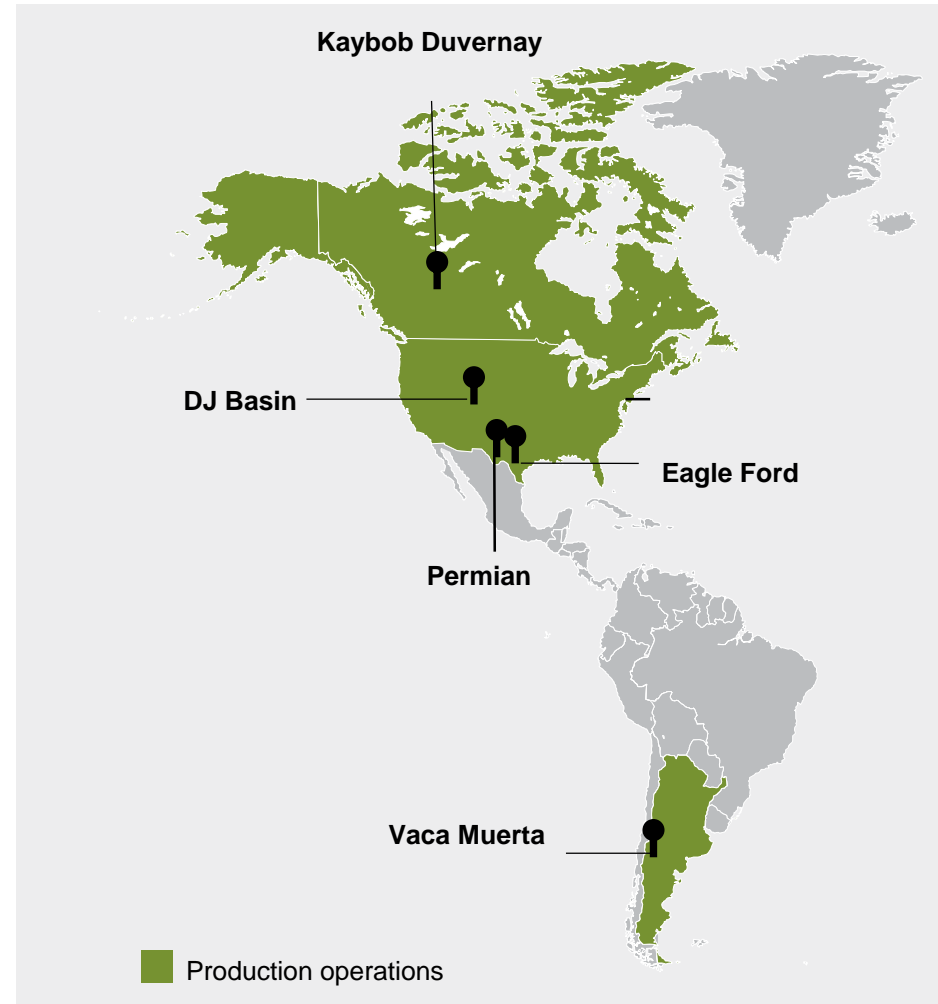 Kaybob Duvernay
DJ Basin
Eagle Ford
Permian
Vaca Muerta
Production operations